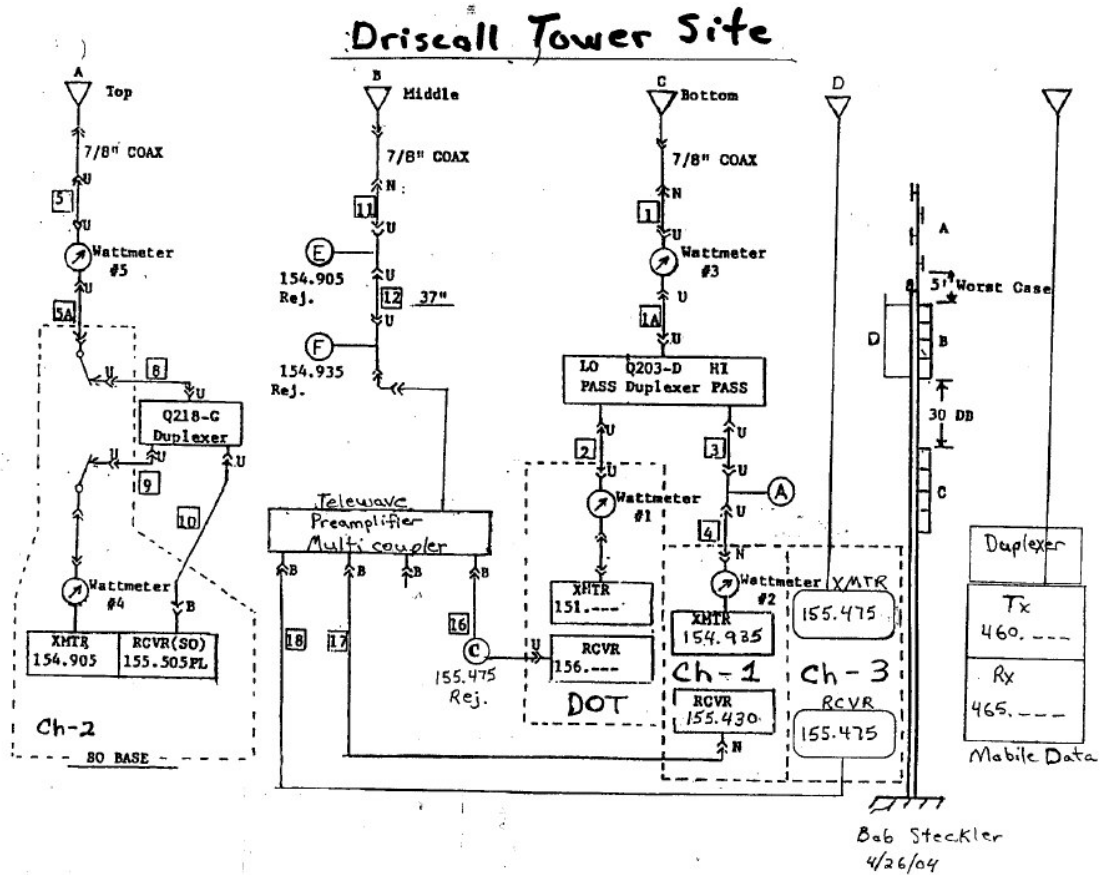 Driscall Tower Site
A
Top
B
Middle
C
Bottom
D
7/8" COAX
7/8" COAX
7/8" COAX
U
N
N
5
11
1
U
U
U
Wattmeter
#5
E
154.905
Rej.
Wattmeter
#3
U
U
U
5A
12
37"
1A
U
U
F
154.935
Rej.
LO Q203-D HI
PASS Duplexer PASS
U
8
U
Q218-G
Duplexer
U
U
9
10
U
U
2
3
U
U
Wattmeter
#1
A
U
4
N
Telewave
Preamplifier
Multi coupler
B
B
B
B
18
17
16
C
155.475
Rej.
U
Wattmeter
#4
B
XMTR
154.905
RCVR(SO)
155.505PL
Ch-2
SO BASE
XMTR
151.---
RCVR
156.---
DOT
Wattmeter
#2
XMTR
154.935
Ch-1
RCVR
155.430
N
XMTR
155.475
Ch-3
RCVR
155.475
A
8
5' Worst Case
D
B
30 DB
C
Duplexer
Tx
460.---
Rx
465.---
Mobile Data
Bob Steckler
4/26/04